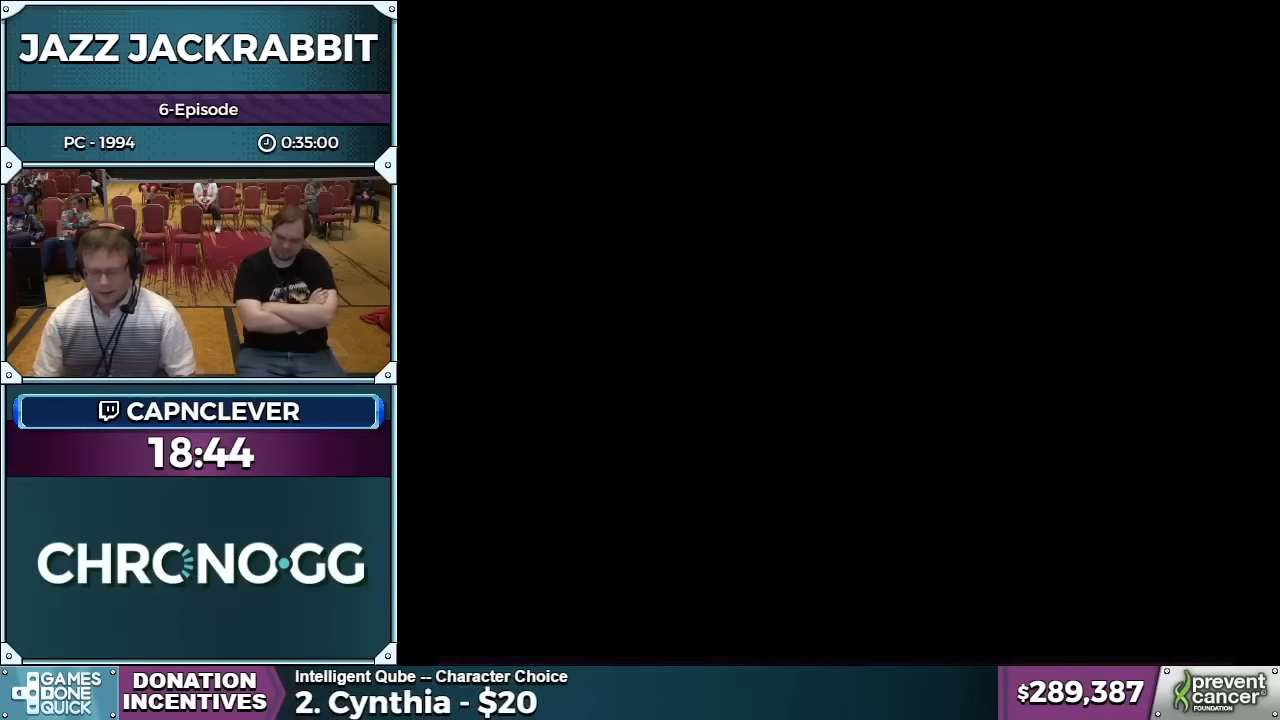 JAZZ JACKRABBIT
6-Episode
PC - 1994
0:35:00
CAPNCLEVER
18:44
CHRONO.GG
GAMES
DONE
QUICK
DONATION
INCENTIVES
Intelligent Qube -- Character Choice
2. Cynthia - $20
$289,387
prevent
cancer
FOUNDATION